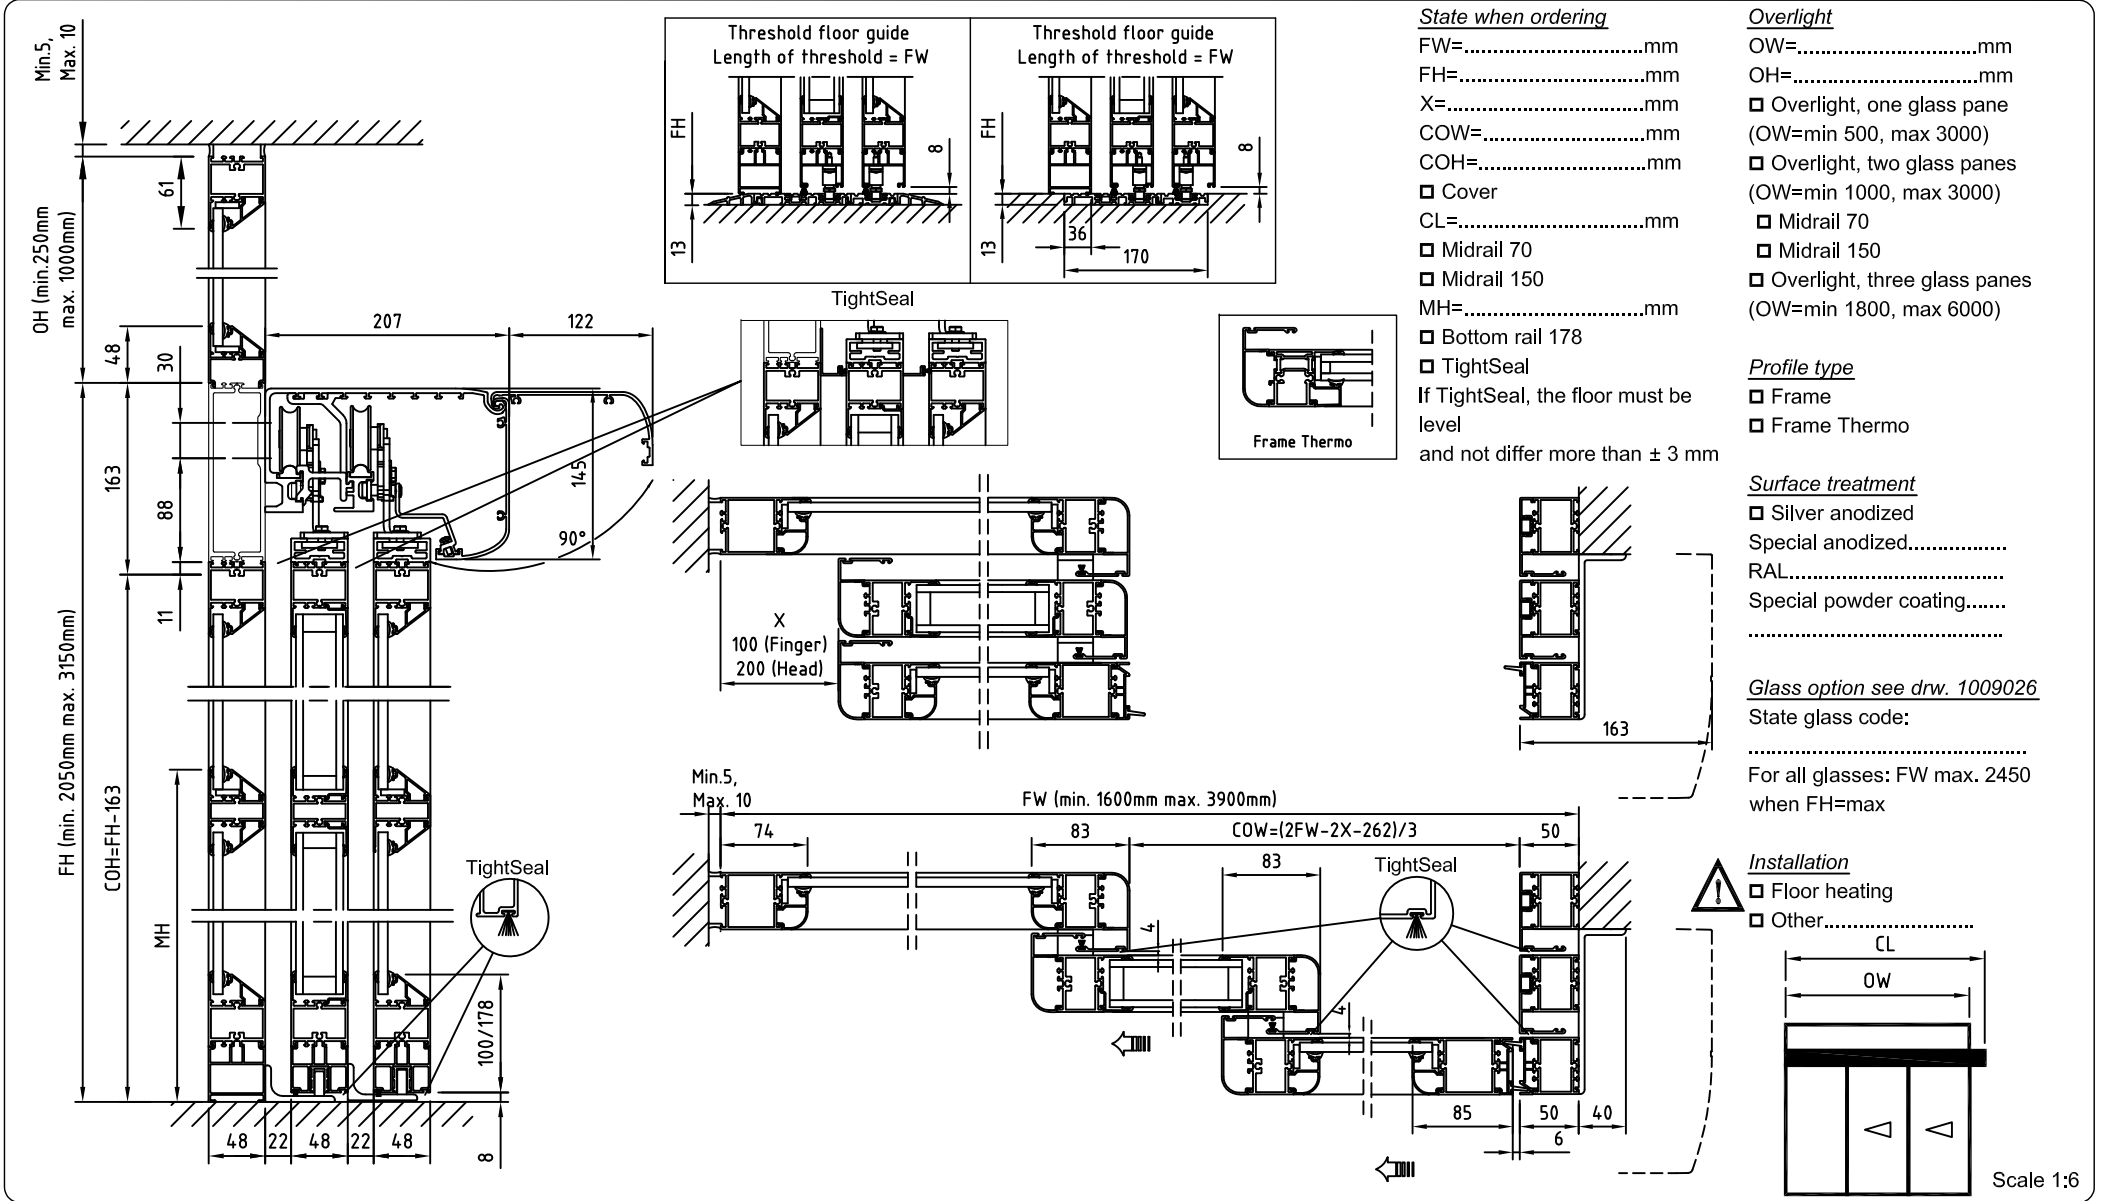 Min.5,
Max. 10
OH (min.250mm
max. 1000mm)
61
48
30
163
88
11
FH (min. 2050mm max. 3150mm)
COH=FH-163
MH
207
122
145
90°
TightSeal
100/178
48
22
48
22
48
8
Threshold floor guide
Length of threshold = FW
FH
13
8
Threshold floor guide
Length of threshold = FW
FH
13
8
36
170
TightSeal
Frame Thermo
X
100 (Finger)
200 (Head)
163
Min.5,
Max. 10
FW (min. 1600mm max. 3900mm)
74
83
COW=(2FW-2X-262)/3
50
83
TightSeal
4
4
85
50
40
6
State when ordering
FW=..............................mm
FH=...............................mm
X=.................................mm
COW=...........................mm
COH=............................mm
Cover
CL=...............................mm
Midrail 70
Midrail 150
MH=..............................mm
Bottom rail 178
TightSeal
If TightSeal, the floor must be
level
and not differ more than ± 3 mm
Overlight
OW=..............................mm
OH=...............................mm
Overlight, one glass pane
(OW=min 500, max 3000)
Overlight, two glass panes
(OW=min 1000, max 3000)
Midrail 70
Midrail 150
Overlight, three glass panes
(OW=min 1800, max 6000)
Profile type
Frame
Frame Thermo
Surface treatment
Silver anodized
Special anodized................
RAL...................................
Special powder coating......
..........................................
Glass option see drw. 1009026
State glass code:
..............................................
For all glasses: FW max. 2450
when FH=max
Installation
!
Floor heating
Other.........................
CL
OW
Scale 1:6